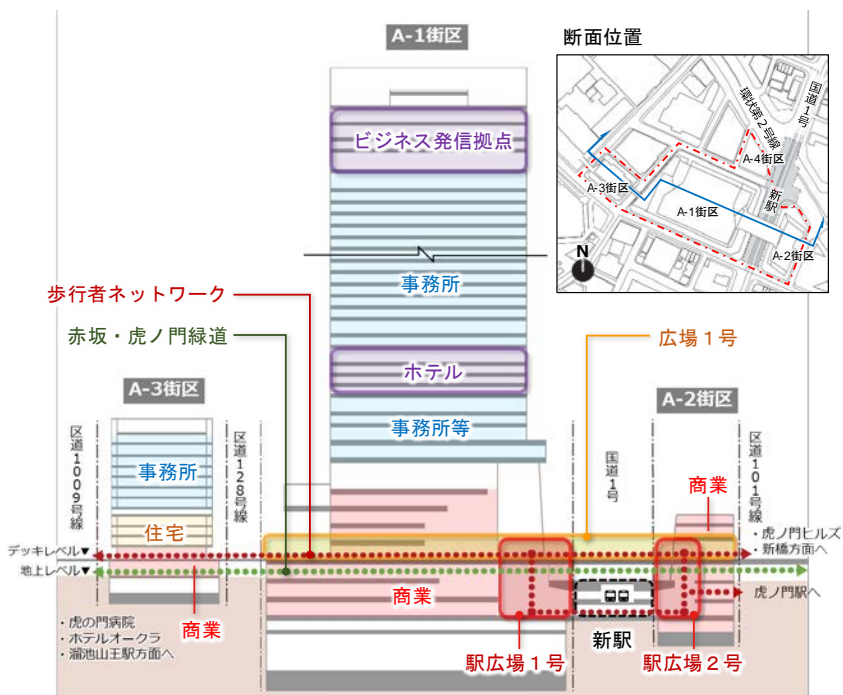 A-1街区
断面位置
国道1号
環状第2号線
A-4街区
A-3街区
新駅
A-1街区
A-2街区
N
ビジネス発信拠点
事務所
歩行者ネットワーク
赤坂・虎ノ門緑道
広場1号
ホテル
A-3街区
A-2街区
事務所等
区道1009号線
区道128号線
国道1号
区道101号線
事務所
商業
住宅
デッキレベル▼
・虎ノ門ヒルズ
・新橋方面へ
地上レベル▼
商業
商業
虎ノ門駅へ
・虎の門病院
・ホテルオークラ
・溜池山王駅方面へ
新駅
駅広場1号
駅広場2号